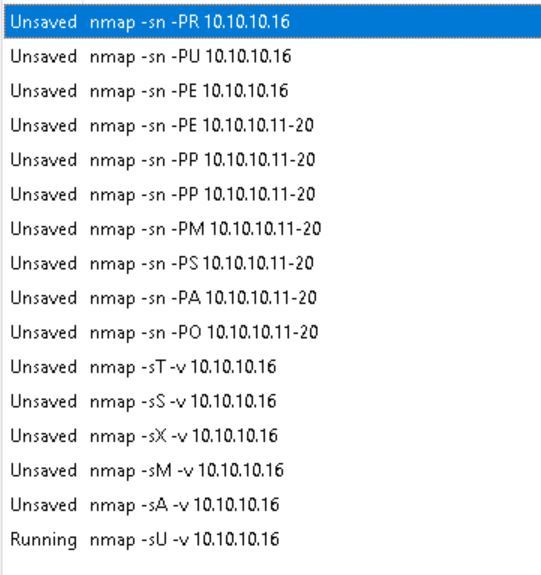 Unsaved nmap -sn -PR 10.10.10.16
Unsaved nmap -sn -PU 10.10.10.16
Unsaved nmap -sn -PE 10.10.10.16
Unsaved nmap -sn -PE 10.10.10.11-20
Unsaved nmap -sn -PP 10.10.10.11-20
Unsaved nmap -sn -PP 10.10.10.11-20
Unsaved nmap -sn -PM 10.10.10.11-20
Unsaved nmap -sn -PS 10.10.10.11-20
Unsaved nmap -sn -PA 10.10.10.11-20
Unsaved nmap -sn -PO 10.10.10.11-20
Unsaved nmap -sT -v 10.10.10.16
Unsaved nmap -sS -v 10.10.10.16
Unsaved nmap -sX -v 10.10.10.16
Unsaved nmap -sM -v 10.10.10.16
Unsaved nmap -sA -v 10.10.10.16
Running nmap -sU -v 10.10.10.16